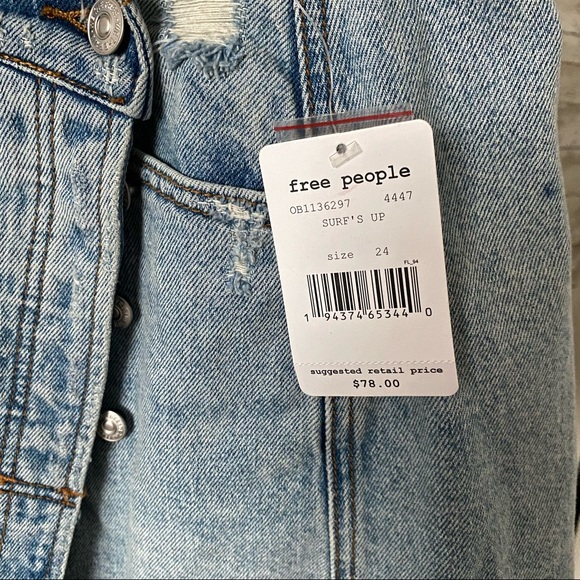 free people
OB1136297 4447
SURF'S UP
size 24
FL_94
1 94374 65344 0
suggested retail price
$78.00